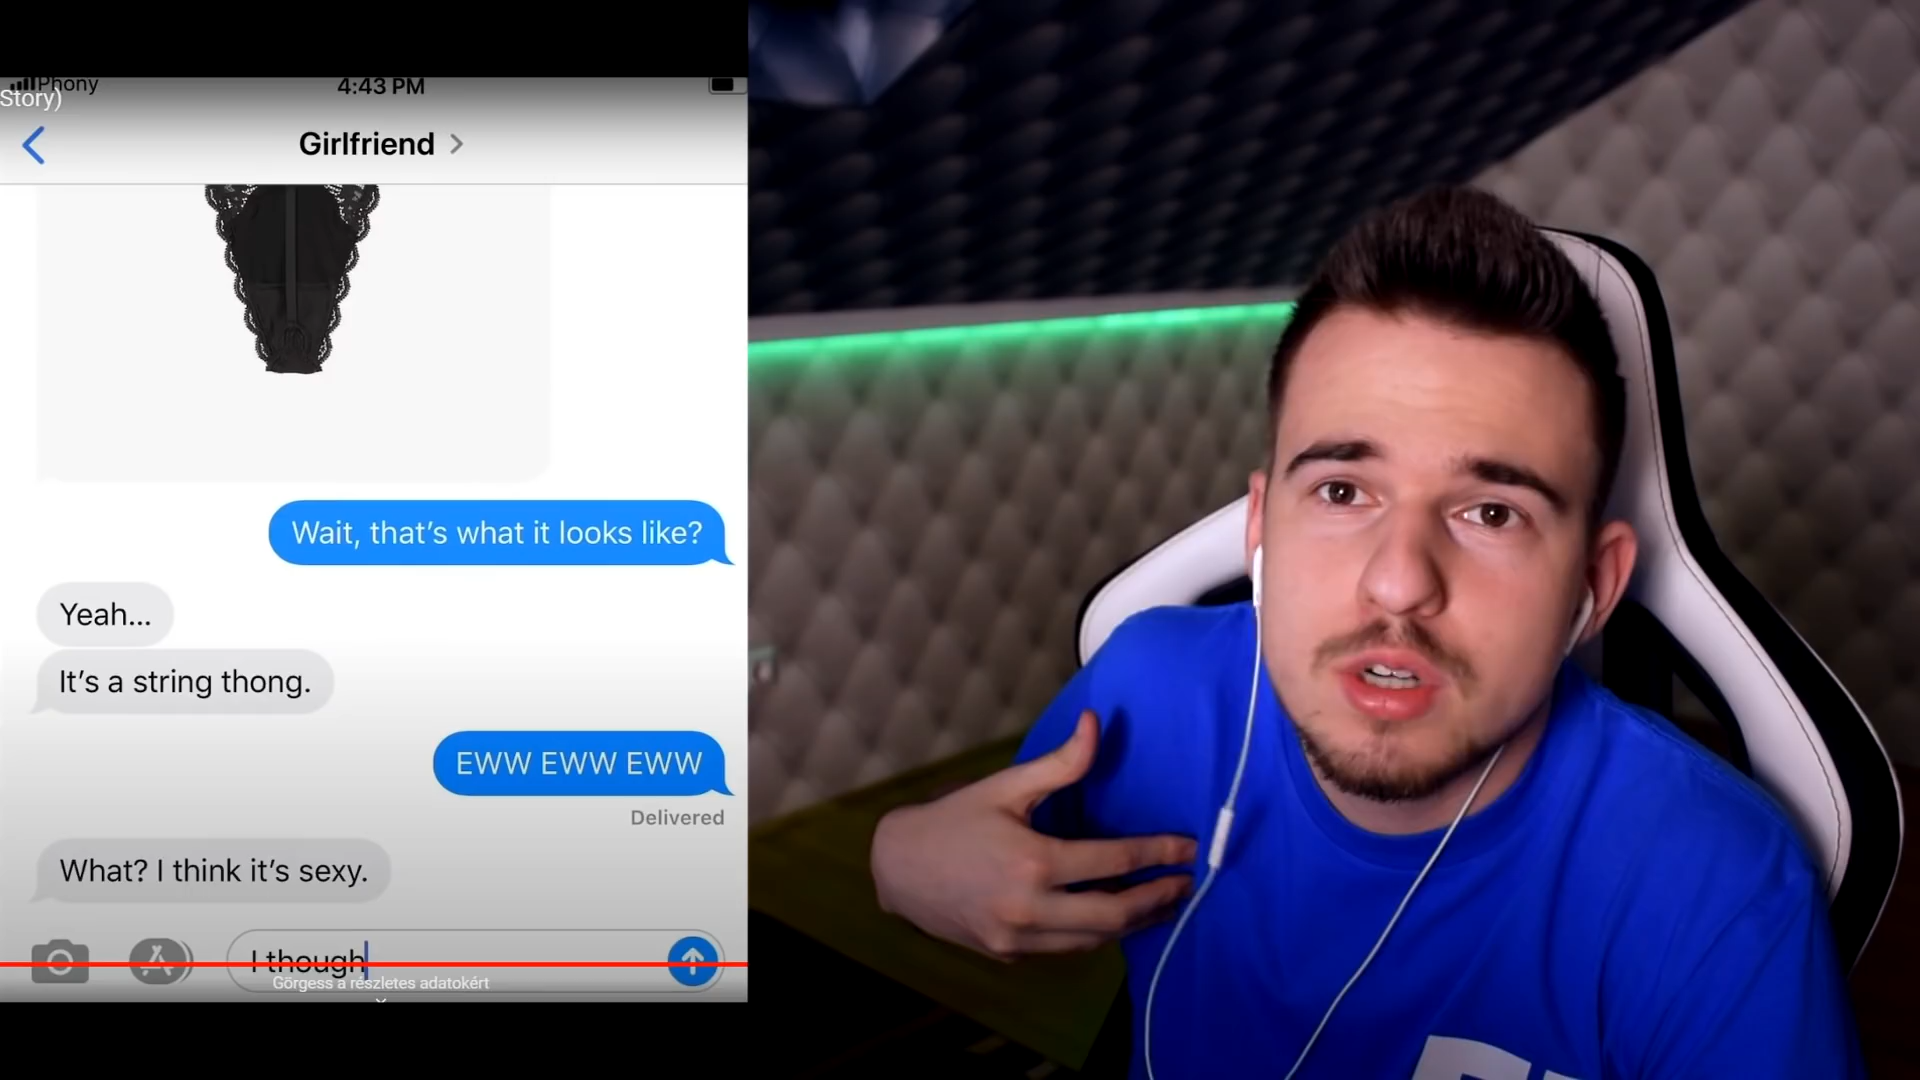 Phony
4:43 PM
Story)
Girlfriend
Wait, that’s what it looks like?
Yeah...
It’s a string thong.
EWW EWW EWW
Delivered
What? I think it’s sexy.
I though
Görgess a részletes adatokért